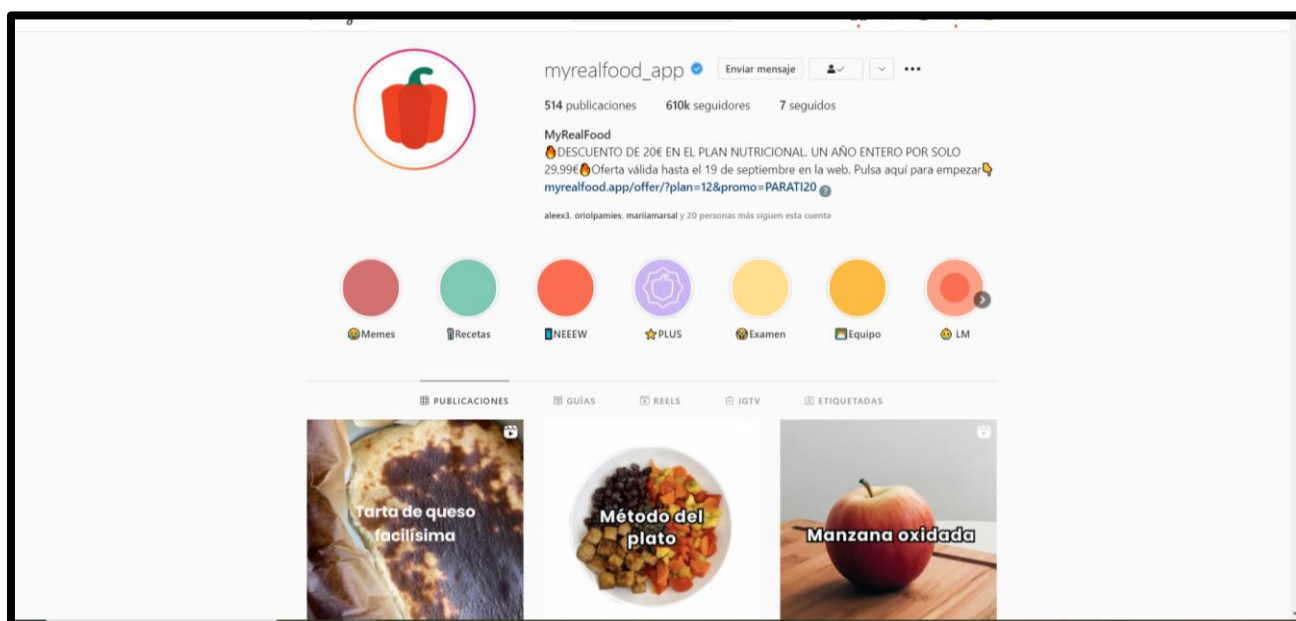 myrealfood_app Enviar mensaje
514 publicaciones 610k seguidores 7 seguidos
MyRealFood
🔥DESCUENTO DE 20€ EN EL PLAN NUTRICIONAL. UN AÑO ENTERO POR SOLO
29,99€🔥Oferta válida hasta el 19 de septiembre en la web. Pulsa aquí para empezar👇
myrealfood.app/offer/?plan=12&promo=PARATI20
aleex3, oriolpamies, mariiamarsal y 20 personas más siguen esta cuenta
😂Memes Recetas NEEEW ⭐PLUS Examen Equipo 👶 LM
PUBLICACIONES GUÍAS REELS IGTV ETIQUETADAS
Tarta de queso
facilísima
Método del
plato
Manzana oxidada